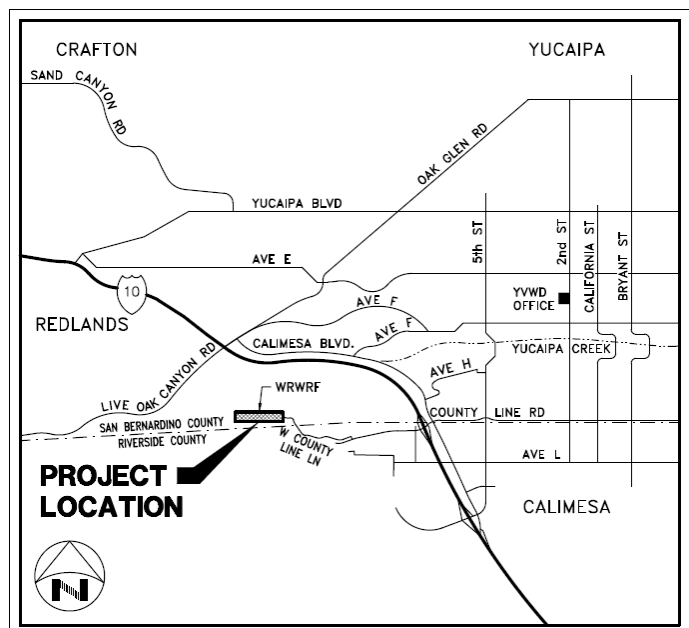 CRAFTON
YUCAIPA
SAND CANYON RD
OAK GLEN RD
YUCAIPA BLVD
5th ST
2nd ST
CALIFORNIA ST
BRYANT ST
AVE E
10
YVWD
OFFICE
AVE F
AVE F
REDLANDS
CALIMESA BLVD.
YUCAIPA CREEK
LIVE OAK CANYON RD
AVE H
WRWRF
COUNTY LINE RD
SAN BERNARDINO COUNTY
RIVERSIDE COUNTY
W COUNTY
LINE LN
AVE L
PROJECT
LOCATION
CALIMESA
N